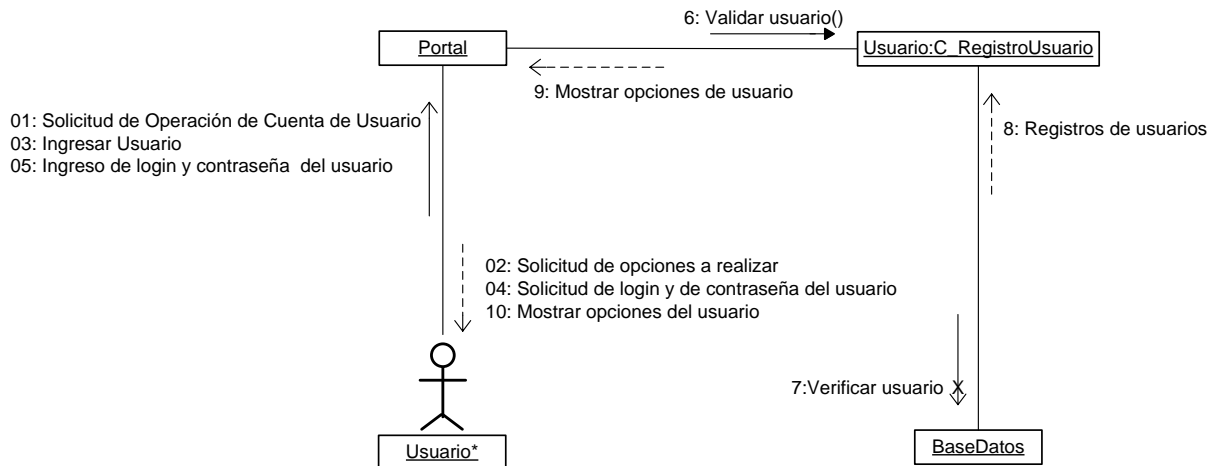 6: Validar usuario()
Portal
Usuario:C_RegistroUsuario
9: Mostrar opciones de usuario
01: Solicitud de Operación de Cuenta de Usuario
03: Ingresar Usuario
05: Ingreso de login y contraseña del usuario
8: Registros de usuarios
02: Solicitud de opciones a realizar
04: Solicitud de login y de contraseña del usuario
10: Mostrar opciones del usuario
7:Verificar usuario X
Usuario*
BaseDatos